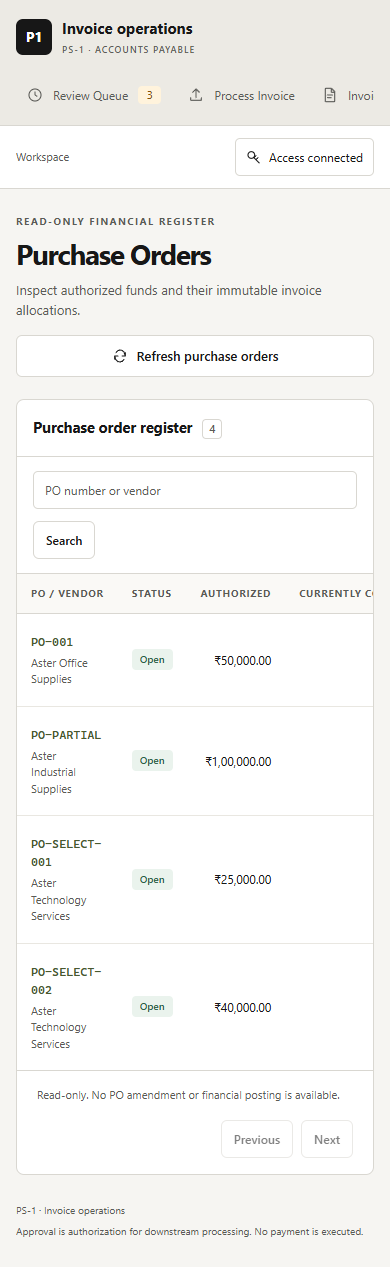 P1
Invoice operations
PS-1 · ACCOUNTS PAYABLE
Review Queue 3 Process Invoice Invoi
Workspace
Access connected
READ-ONLY FINANCIAL REGISTER
Purchase Orders
Inspect authorized funds and their immutable invoice
allocations.
Refresh purchase orders
Purchase order register 4
PO number or vendor
Search
PO / VENDOR STATUS AUTHORIZED CURRENTLY C
PO-001
Aster Office
Supplies
Open
₹50,000.00
PO-PARTIAL
Aster
Industrial
Supplies
Open
₹1,00,000.00
PO-SELECT-
001
Aster
Technology
Services
Open
₹25,000.00
PO-SELECT-
002
Aster
Technology
Services
Open
₹40,000.00
Read-only. No PO amendment or financial posting is available.
Previous Next
PS-1 · Invoice operations
Approval is authorization for downstream processing. No payment is executed.